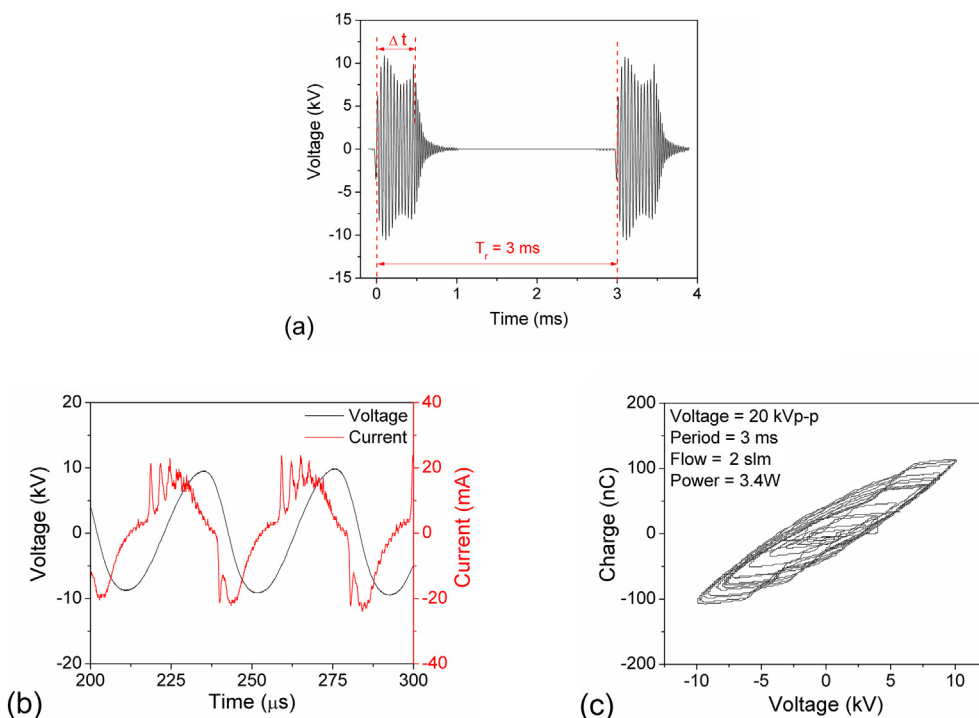 15
10
5
0
-5
-10
-15
Voltage (kV)
Δ t
T_r = 3 ms
0 1 2 3 4
Time (ms)
(a)
20
10
0
-10
-20
Voltage (kV)
Voltage
Current
40
20
0
-20
-40
Current (mA)
200 225 250 275 300
Time (μs)
(b)
200
100
0
-100
-200
Charge (nC)
Voltage = 20 kVp-p
Period = 3 ms
Flow = 2 slm
Power = 3.4W
-10 -5 0 5 10
Voltage (kV)
(c)